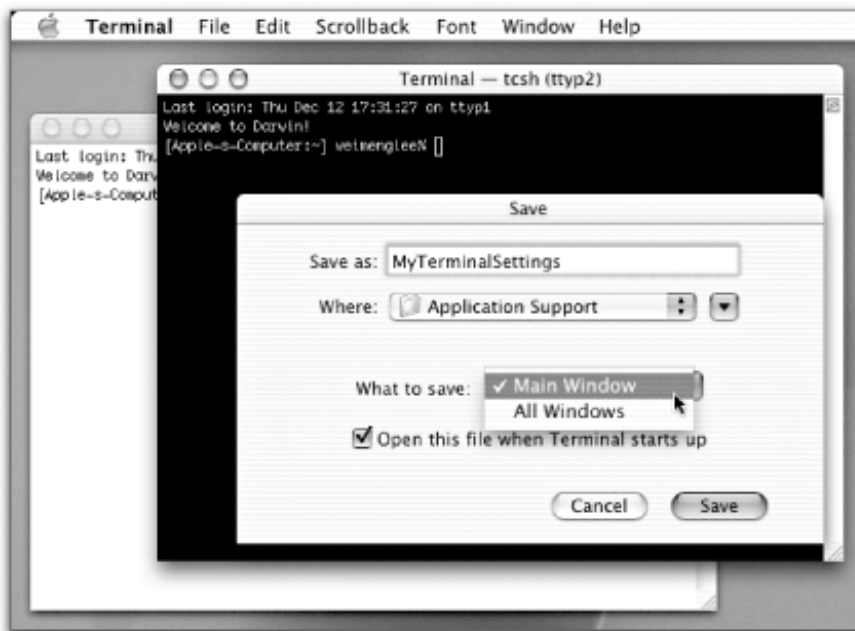 Terminal File Edit Scrollback Font Window Help
Terminal — tcsh (ttyp2)
Last login: Thu Dec 12 17:31:27 on ttyp1
Welcome to Darwin!
[Apple-s-Computer:~] weimenglee%
Last login: Thu
Welcome to Darw
[Apple-s-Comput
Save
Save as: MyTerminalSettings
Where: Application Support
What to save: ✓ Main Window
All Windows
Open this file when Terminal starts up
Cancel Save